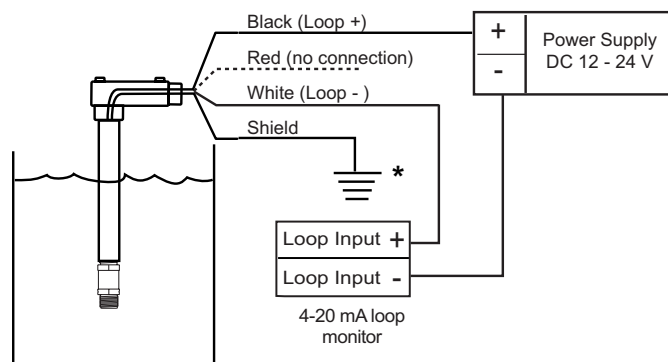 Black (Loop +)
Red (no connection)
White (Loop - )
Shield
*
+
-
Power Supply
DC 12 - 24 V
Loop Input +
Loop Input -
4-20 mA loop
monitor